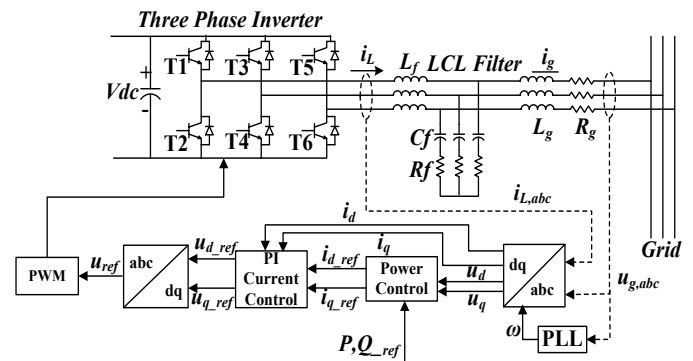 Three Phase Inverter
Vdc
+
-
T1
T3
T5
T2
T4
T6
i_L
L_f
LCL Filter
i_g
L_g
R_g
Cf
Rf
i_L,abc
Grid
u_g,abc
i_d
i_q
PWM
u_ref
abc
dq
u_d_ref
u_q_ref
PI
Current
Control
i_d_ref
i_q_ref
Power
Control
u_d
u_q
dq
abc
ω
PLL
P,Q_ref